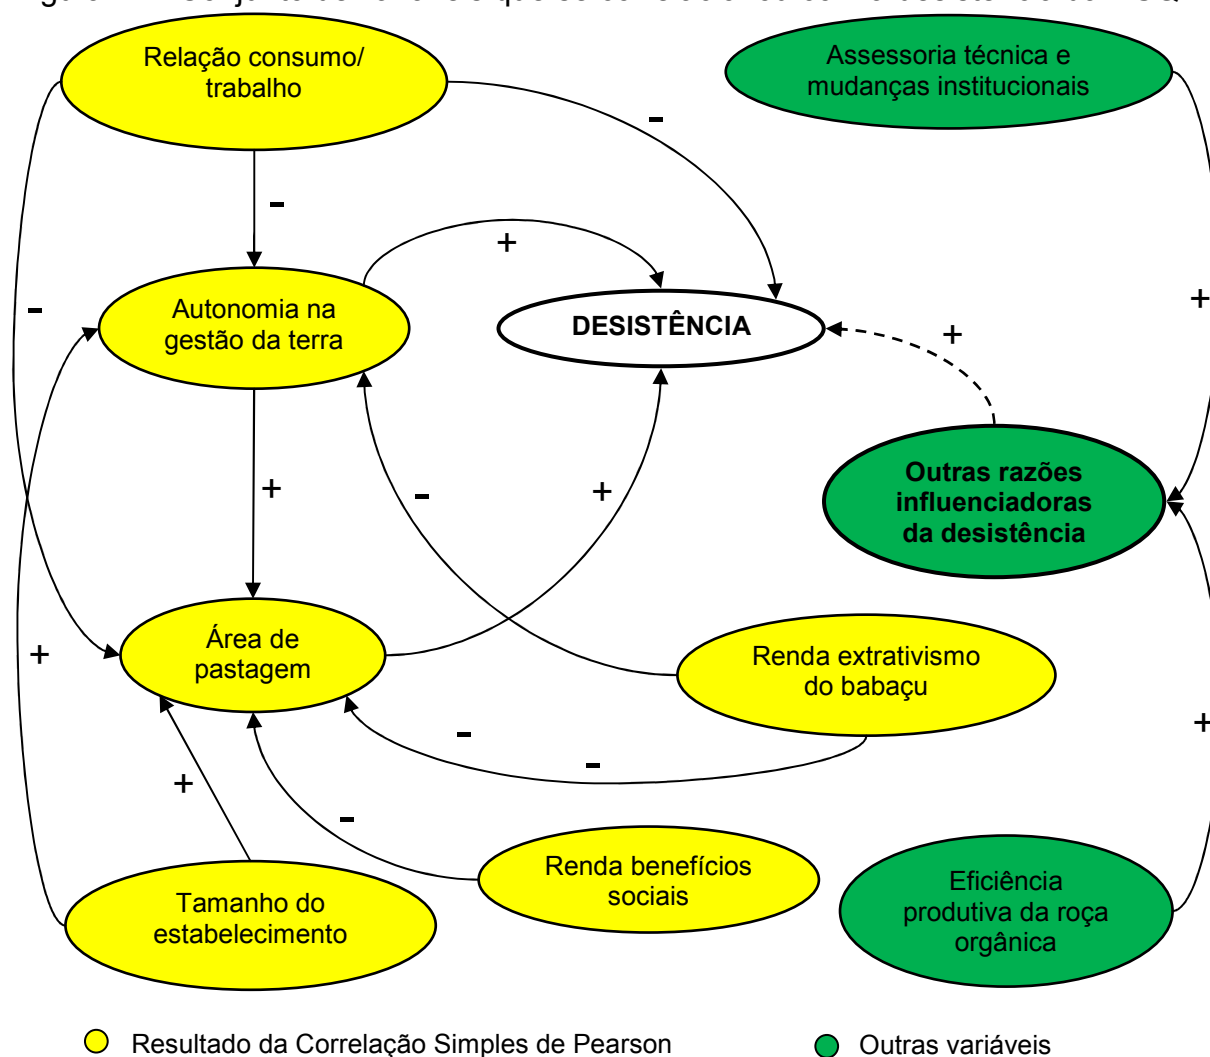 Relação consumo/
trabalho
Assessoria técnica e
mudanças institucionais
-
-
+
+
-
Autonomia na
gestão da terra
DESISTÊNCIA
+
+
-
+
Outras razões
influenciadoras
da desistência
+
Área de
pastagem
Renda extrativismo
do babaçu
-
-
+
+
-
Renda benefícios
sociais
Tamanho do
estabelecimento
Eficiência
produtiva da roça
orgânica
Resultado da Correlação Simples de Pearson
Outras variáveis